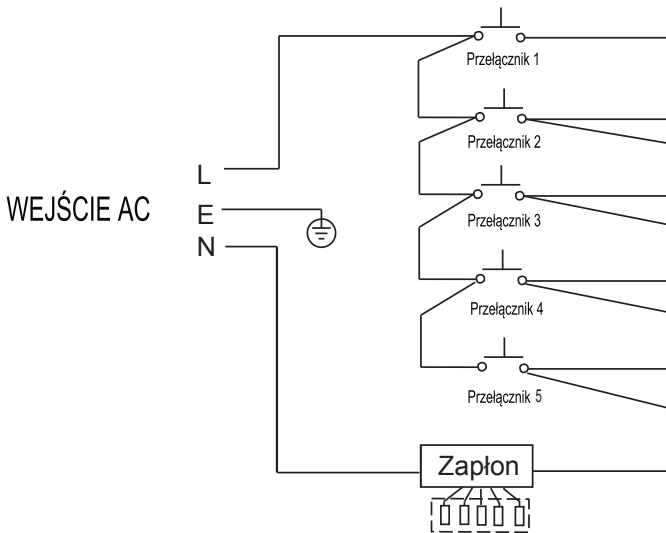 Przełącznik 1
Przełącznik 2
L
WEJŚCIE AC
E
Przełącznik 3
N
Przełącznik 4
Przełącznik 5
Zapłon